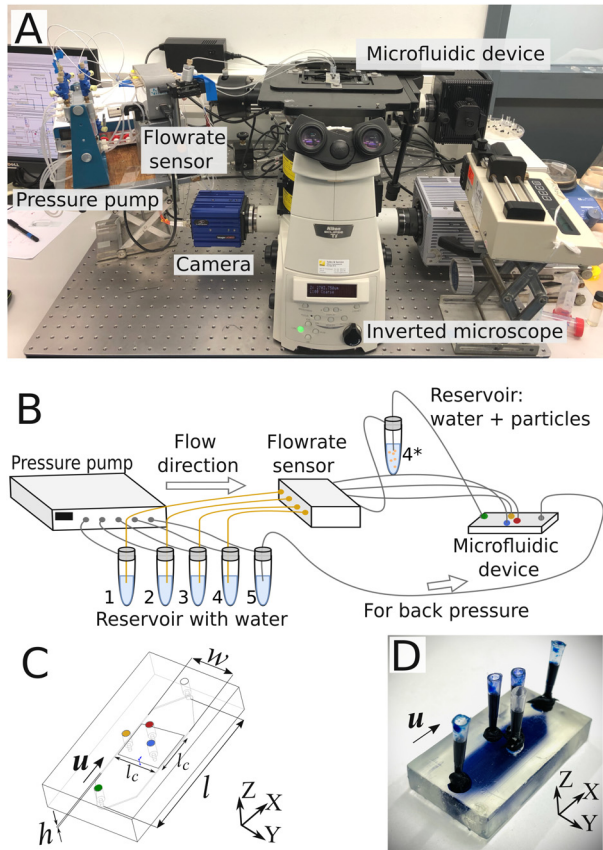 A
Microfluidic device
Flowrate
sensor
Pressure pump
Camera
Nikon
Inverted microscope
B
Reservoir:
water + particles
Flow
direction
Flowrate
sensor
Pressure pump
4*
Microfluidic
device
1 2 3 4 5
Reservoir with water
For back pressure
C
D
w
u
u
l_c
l_c
l
h
Z
X
Y
Z
X
Y